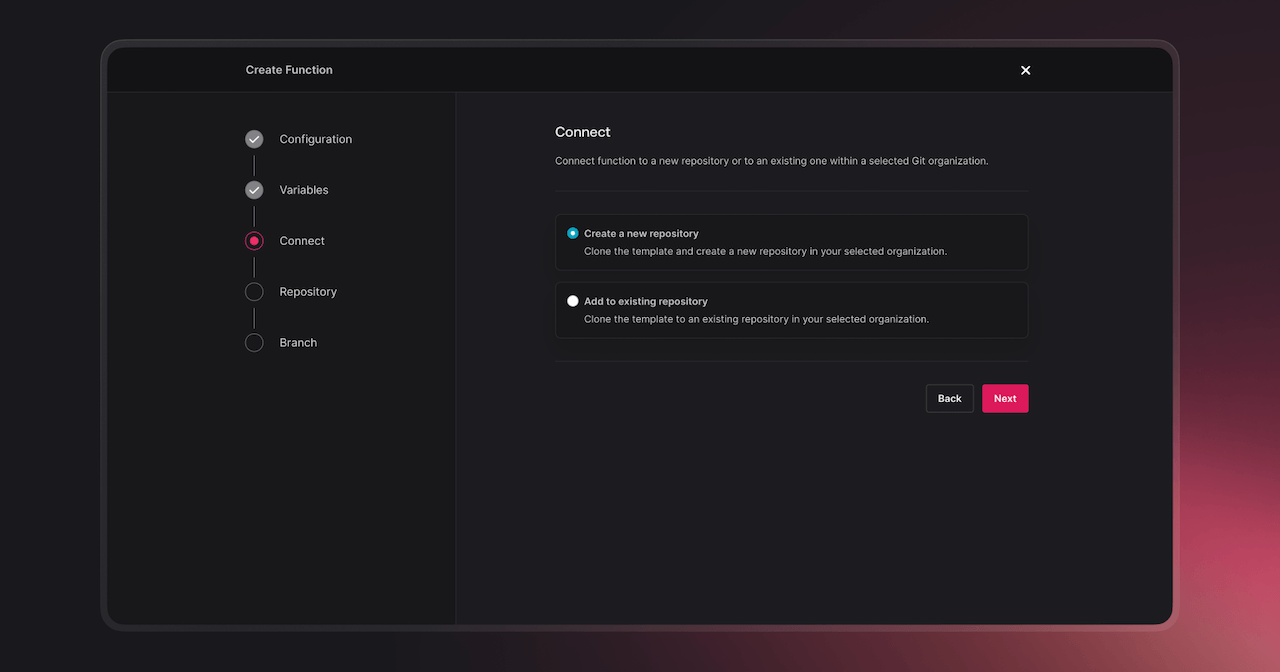 Create Function
Configuration
Variables
Connect
Repository
Branch
Connect
Connect function to a new repository or to an existing one within a selected Git organization.
Create a new repository
Clone the template and create a new repository in your selected organization.
Add to existing repository
Clone the template to an existing repository in your selected organization.
Back
Next